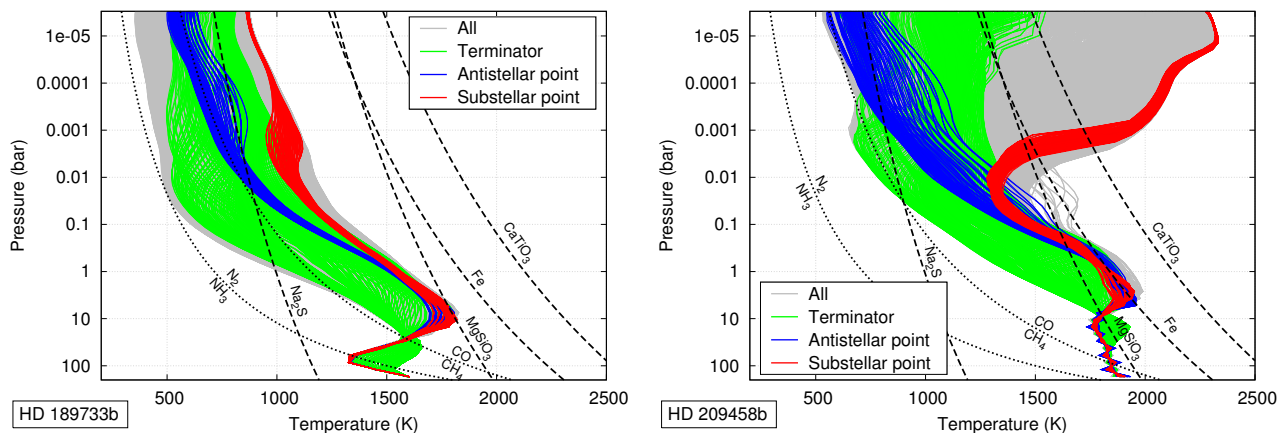 Pressure (bar)
1e-05
0.0001
0.001
0.01
0.1
1
10
100
All
Terminator
Antistellar point
Substellar point
N₂
NH₃
N₂
NH₃
Na₂S
CaTiO₃
Fe
MgSiO₃
CO
CH₄
500 1000 1500 2000 2500
Temperature (K)
HD 189733b
Pressure (bar)
1e-05
0.0001
0.001
0.01
0.1
1
10
100
N₂
NH₃
CaTiO₃
Na₂S
All
Terminator
Antistellar point
Substellar point
CO
CH₄
MgSiO₃
Fe
500 1000 1500 2000 2500
Temperature (K)
HD 209458b